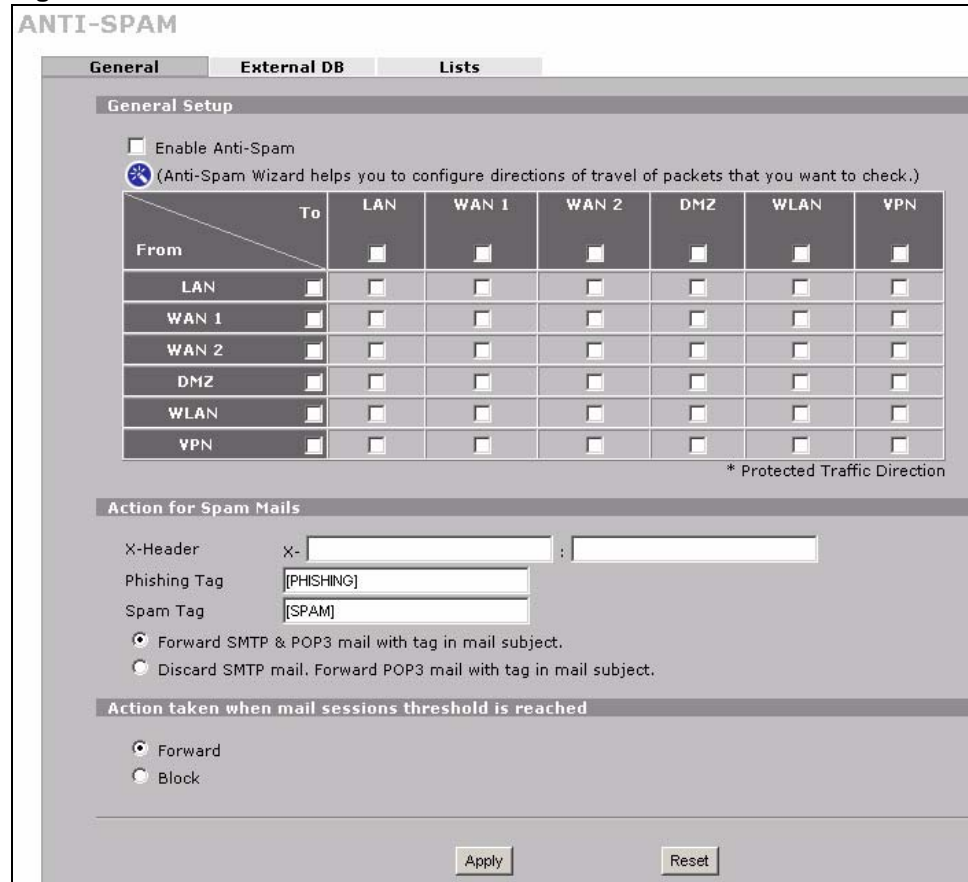 ANTI-SPAM
General External DB Lists
General Setup
Enable Anti-Spam
(Anti-Spam Wizard helps you to configure directions of travel of packets that you want to check.)
To LAN WAN 1 WAN 2 DMZ WLAN VPN
From
LAN
WAN 1
WAN 2
DMZ
WLAN
VPN
* Protected Traffic Direction
Action for Spam Mails
X-Header X- :
Phishing Tag [PHISHING]
Spam Tag [SPAM]
Forward SMTP & POP3 mail with tag in mail subject.
Discard SMTP mail. Forward POP3 mail with tag in mail subject.
Action taken when mail sessions threshold is reached
Forward
Block
Apply Reset